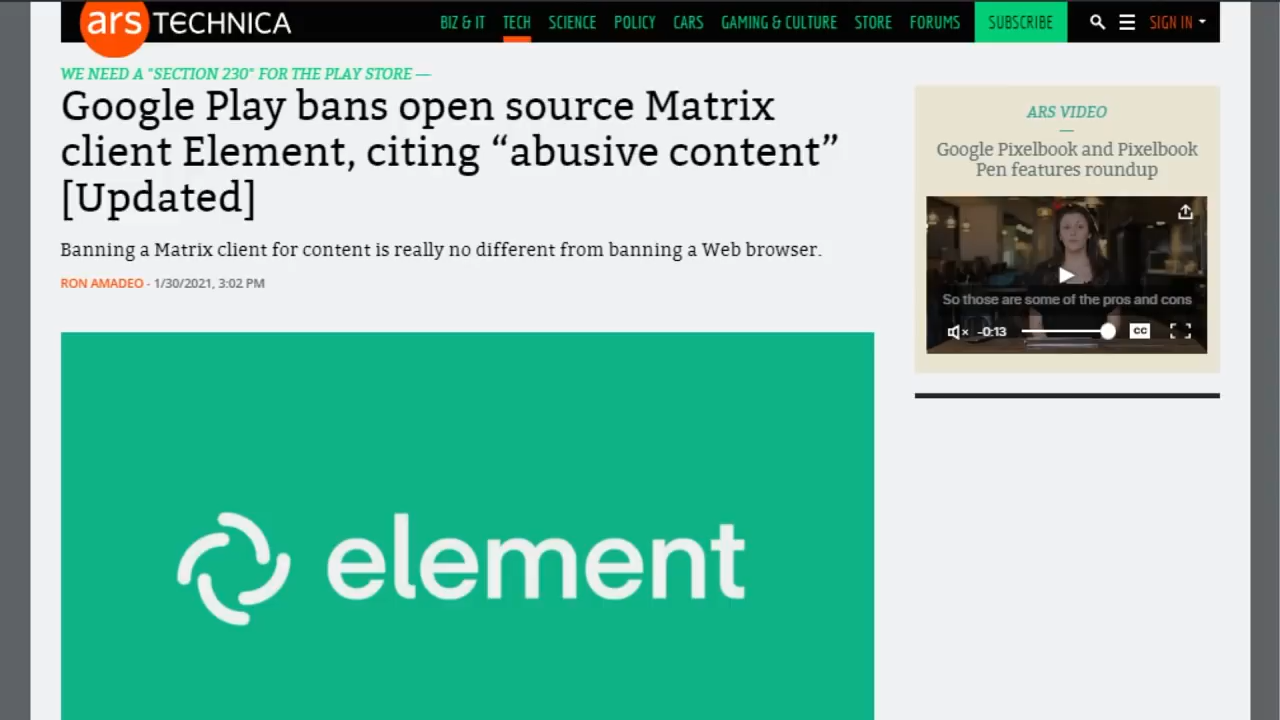 ars TECHNICA
BIZ & IT TECH SCIENCE POLICY CARS GAMING & CULTURE STORE FORUMS SUBSCRIBE SIGN IN
WE NEED A "SECTION 230" FOR THE PLAY STORE —
Google Play bans open source Matrix
client Element, citing “abusive content”
[Updated]
Banning a Matrix client for content is really no different from banning a Web browser.
RON AMADEO - 1/30/2021, 3:02 PM
element
ARS VIDEO
Google Pixelbook and Pixelbook
Pen features roundup
So those are some of the pros and cons
-0:13 CC